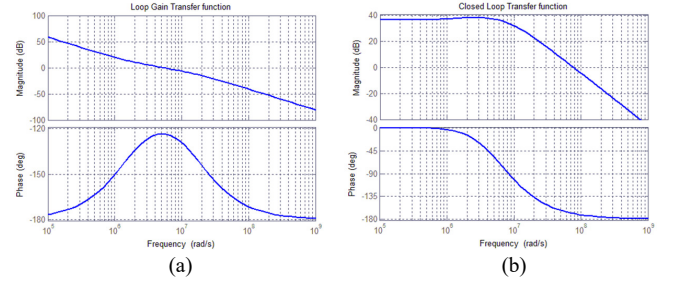 Loop Gain Transfer function
Magnitude (dB)
100
50
0
-50
-100
Phase (deg)
-120
-150
-180
10^5
10^6
10^7
10^8
10^9
Frequency (rad/s)
(a)
Closed Loop Transfer function
Magnitude (dB)
40
20
0
-20
-40
Phase (deg)
0
-45
-90
-135
-180
10^5
10^6
10^7
10^8
10^9
Frequency (rad/s)
(b)